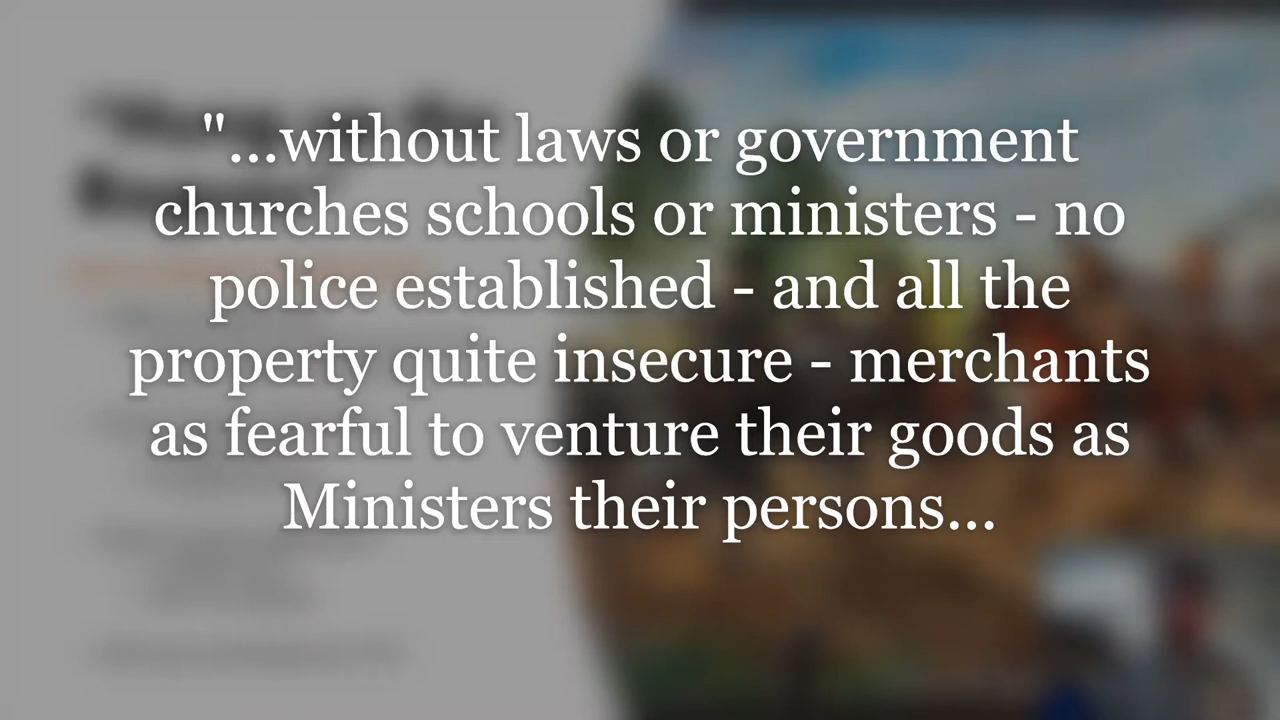 "...without laws or government
churches schools or ministers - no
police established - and all the
property quite insecure - merchants
as fearful to venture their goods as
Ministers their persons...